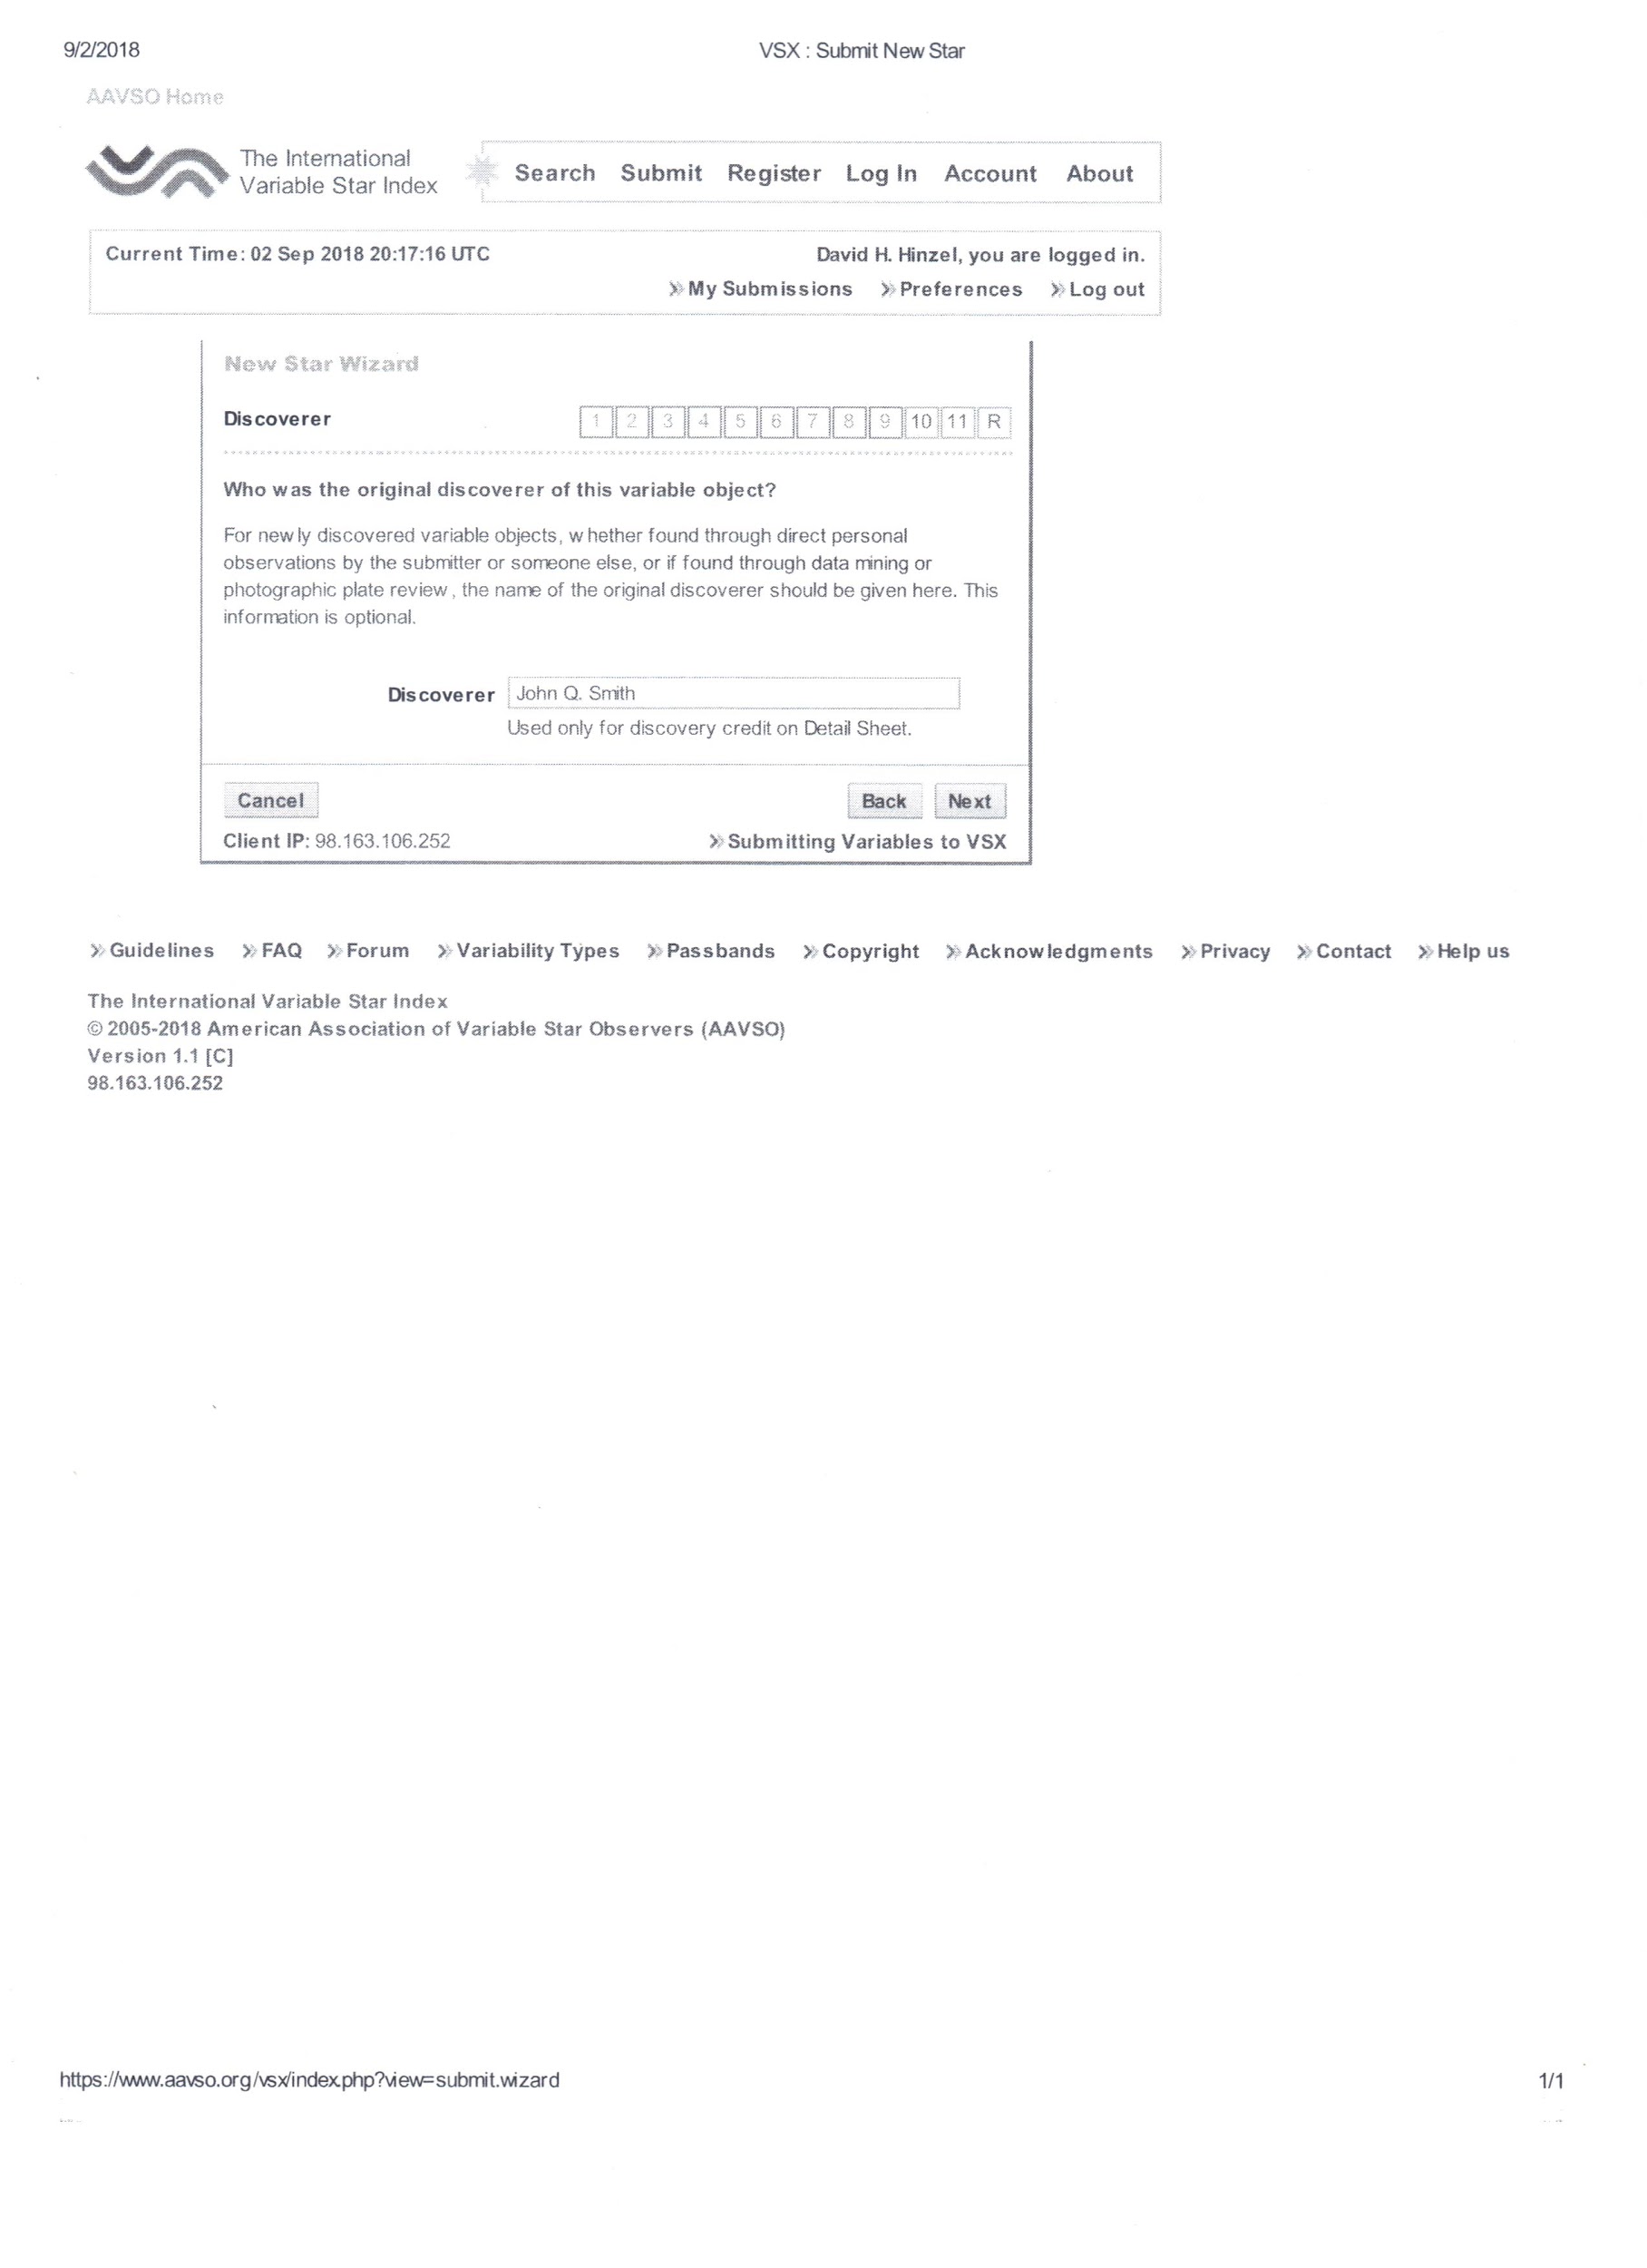 9/2/2018 VSX : Submit New Star
AAVSO Home
The International
Variable Star Index
Search Submit Register Log In Account About
Current Time: 02 Sep 2018 20:17:16 UTC David H. Hinzel, you are logged in.
» My Submissions » Preferences » Log out
New Star Wizard
Discoverer 1 2 3 4 5 6 7 8 9 10 11 R
Who was the original discoverer of this variable object?
For newly discovered variable objects, whether found through direct personal
observations by the submitter or someone else, or if found through data mining or
photographic plate review, the name of the original discoverer should be given here. This
information is optional.
Discoverer John Q. Smith
Used only for discovery credit on Detail Sheet.
Cancel Back Next
Client IP: 98.163.106.252 » Submitting Variables to VSX
» Guidelines » FAQ » Forum » Variability Types » Passbands » Copyright » Acknowledgments » Privacy » Contact » Help us
The International Variable Star Index
© 2005-2018 American Association of Variable Star Observers (AAVSO)
Version 1.1 [C]
98.163.106.252
https://www.aavso.org/vsx/index.php?view=submit.wizard 1/1